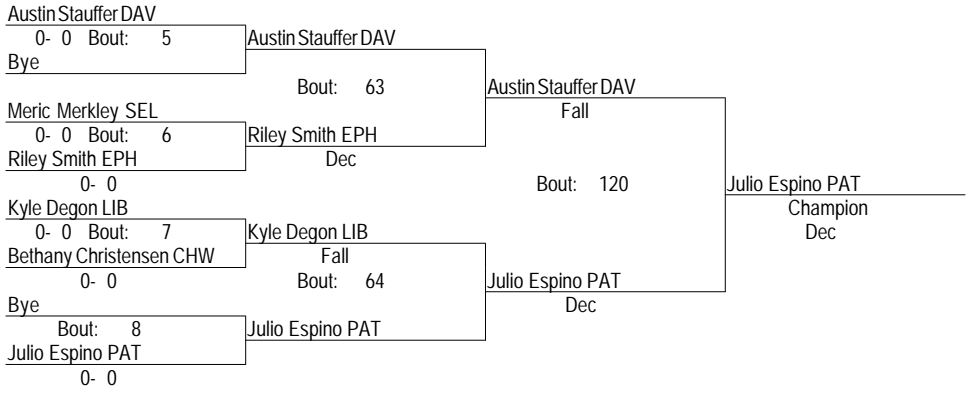 Austin Stauffer DAV
0- 0 Bout: 5
Bye
Meric Merkley SEL
0- 0 Bout: 6
Riley Smith EPH
0- 0
Kyle Degon LIB
0- 0 Bout: 7
Bethany Christensen CHW
0- 0
Bye
Bout: 8
Julio Espino PAT
0- 0
Austin Stauffer DAV
Bout: 63
Riley Smith EPH
Dec
Kyle Degon LIB
Fall
Bout: 64
Julio Espino PAT
Austin Stauffer DAV
Fall
Bout: 120
Julio Espino PAT
Dec
Julio Espino PAT
Champion
Dec